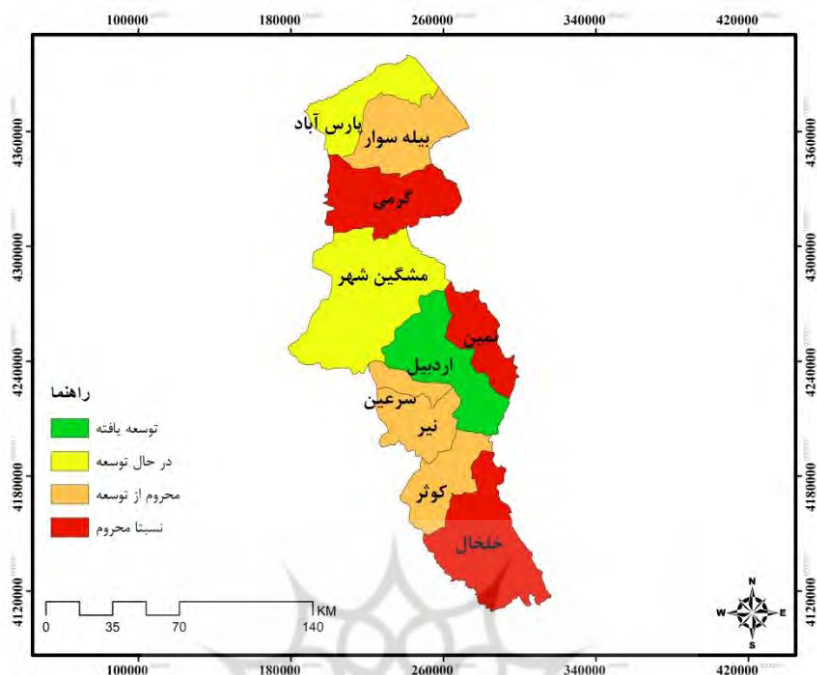 100000 180000 260000 340000 420000
4360000
4300000
4240000
4180000
4120000
4360000
4300000
4240000
4180000
4120000
پارس آباد
بیله سوار
گرمی
مشگین شهر
نمین
اردبیل
سرعین
نیر
کوثر
خلخال
راهنما
توسعه یافته
در حال توسعه
محروم از توسعه
نسبتا محروم
KM
0 35 70 140
N
W E
S
100000 180000 260000 340000 420000